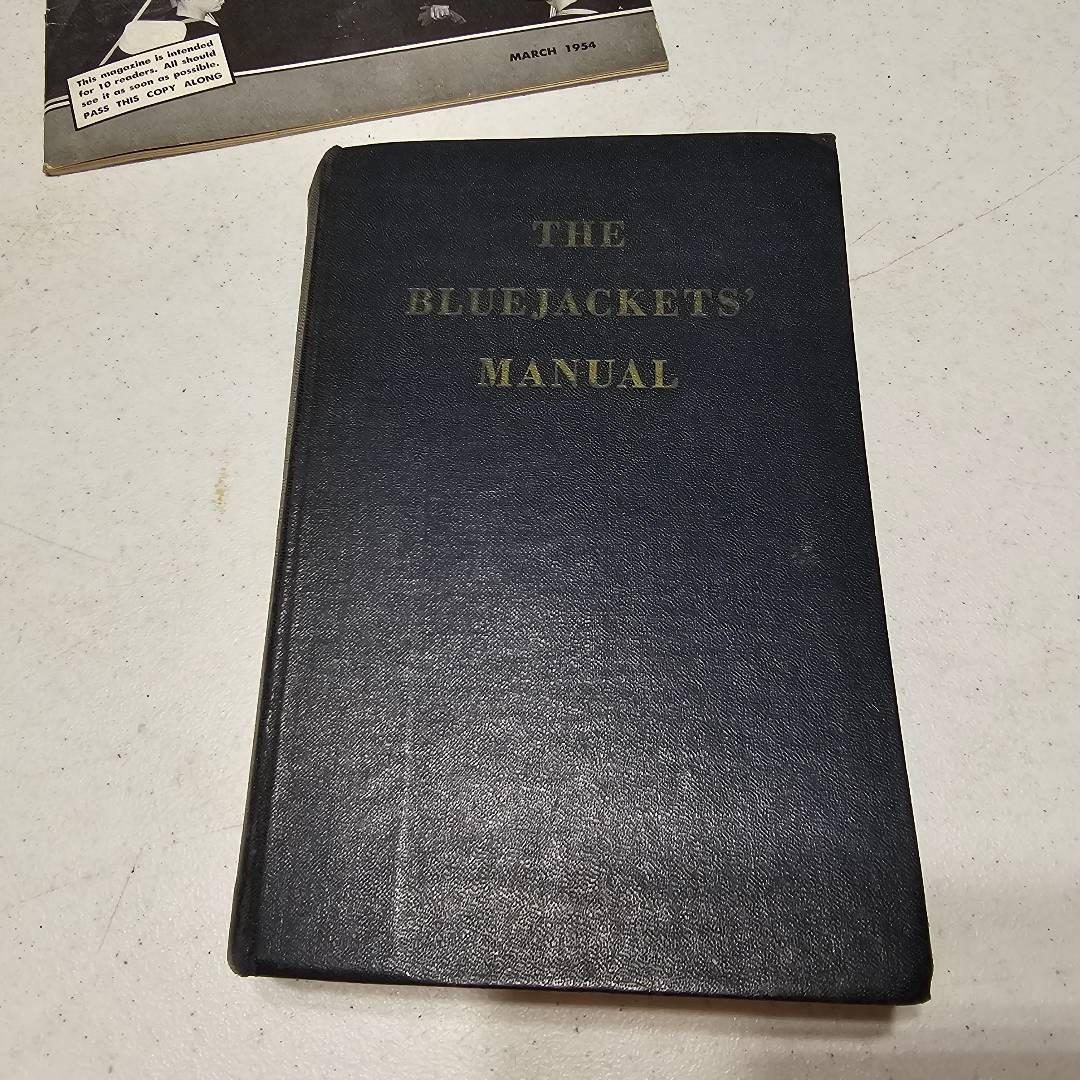 This magazine is intended
for 10 readers. All should
see it as soon as possible.
PASS THIS COPY ALONG
MARCH 1954
THE
BLUEJACKETS'
MANUAL